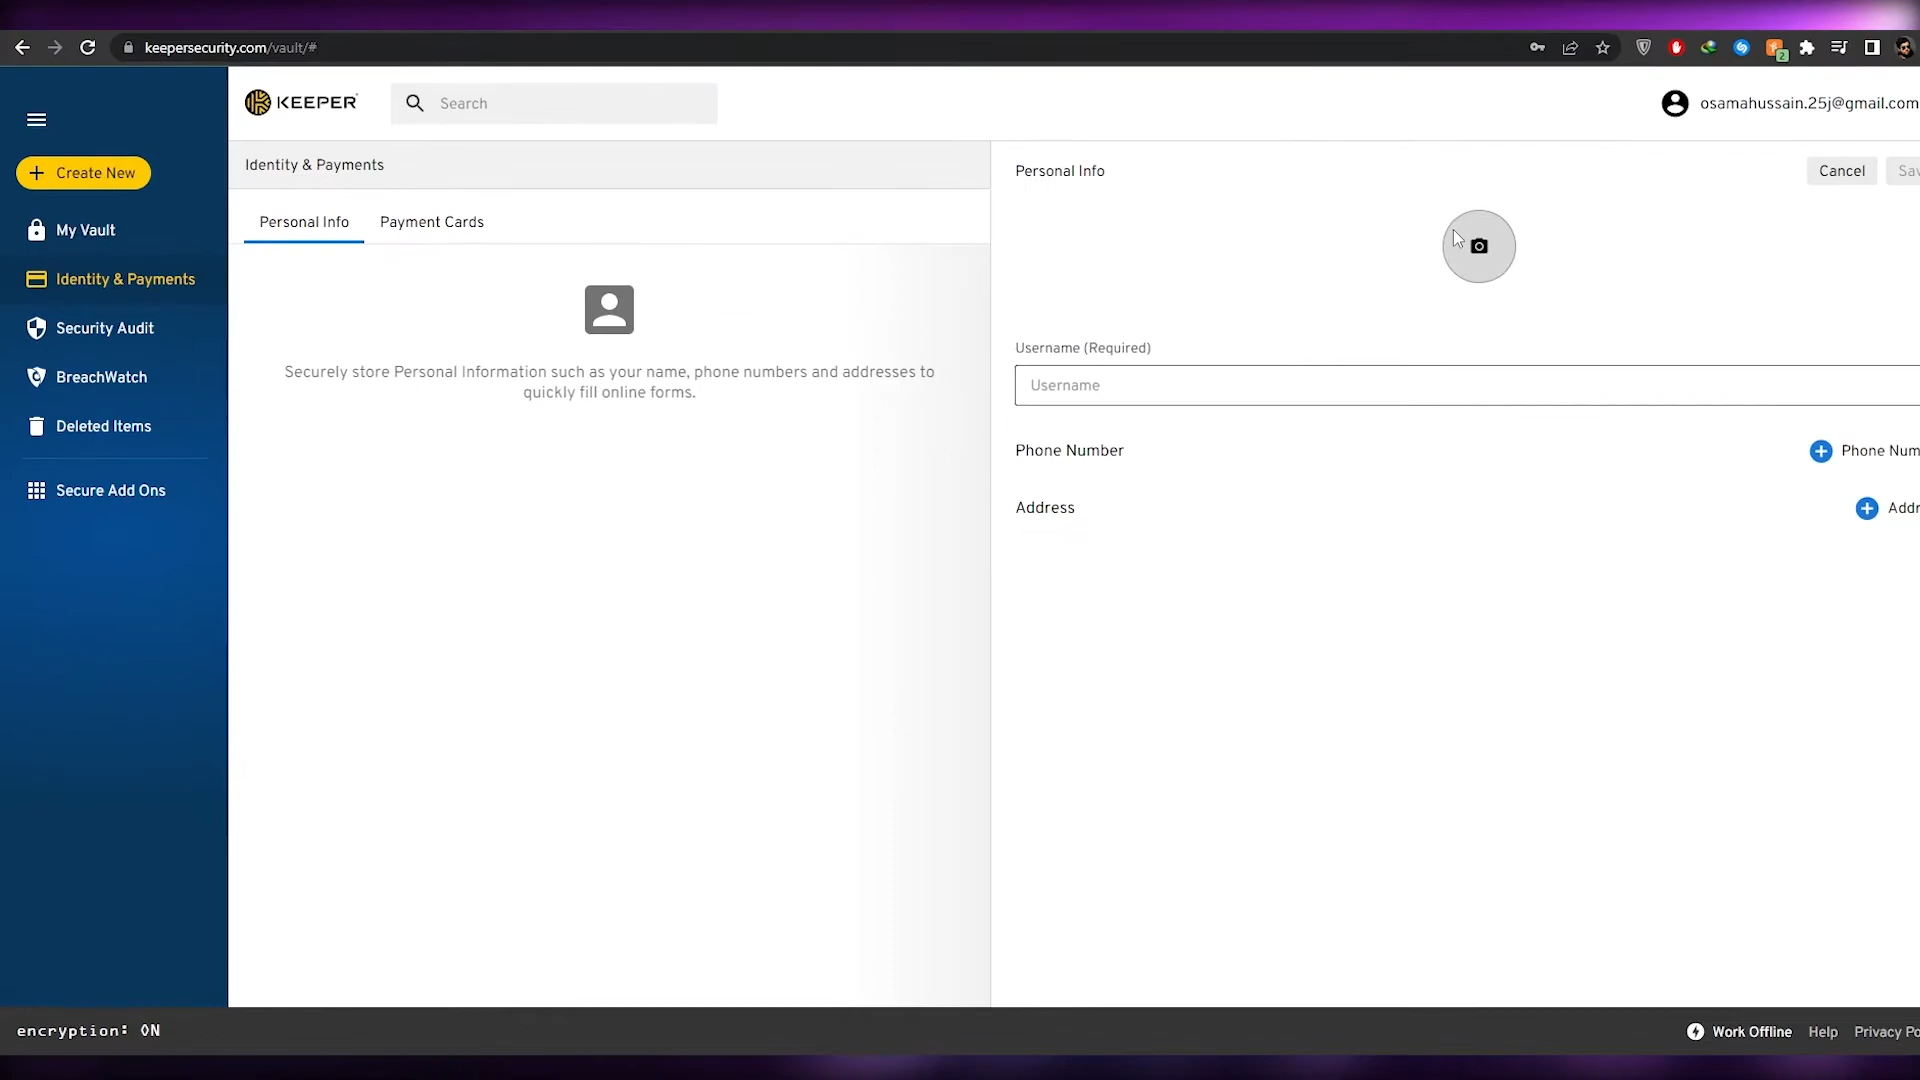 keepersecurity.com/vault/#
2
KEEPER
Search
osamahussain.25j@gmail.com
Create New
My Vault
Identity & Payments
Security Audit
BreachWatch
Deleted Items
Secure Add Ons
Identity & Payments
Personal Info
Payment Cards
Securely store Personal Information such as your name, phone numbers and addresses to
quickly fill online forms.
Personal Info
Cancel
Sav
Username (Required)
Username
Phone Number
Phone Num
Address
Addr
encryption: ON
Work Offline
Help
Privacy Po